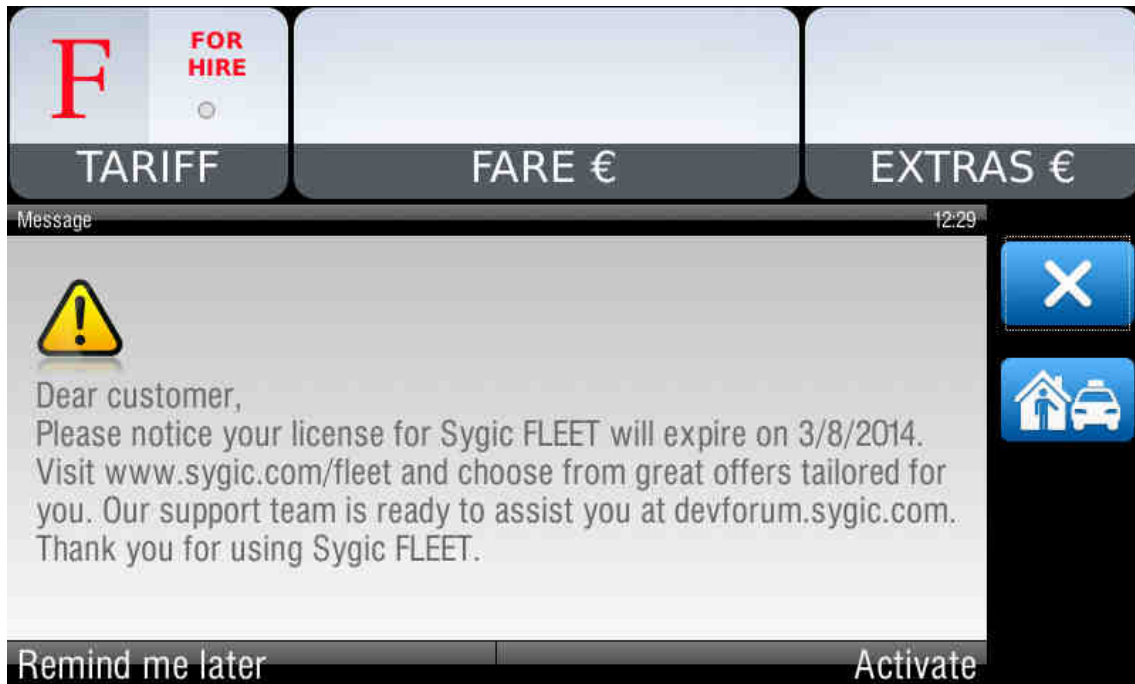 F
FOR
HIRE
TARIFF
FARE €
EXTRAS €
Message
12:29
Dear customer,
Please notice your license for Sygic FLEET will expire on 3/8/2014.
Visit www.sygic.com/fleet and choose from great offers tailored for
you. Our support team is ready to assist you at devforum.sygic.com.
Thank you for using Sygic FLEET.
Remind me later
Activate